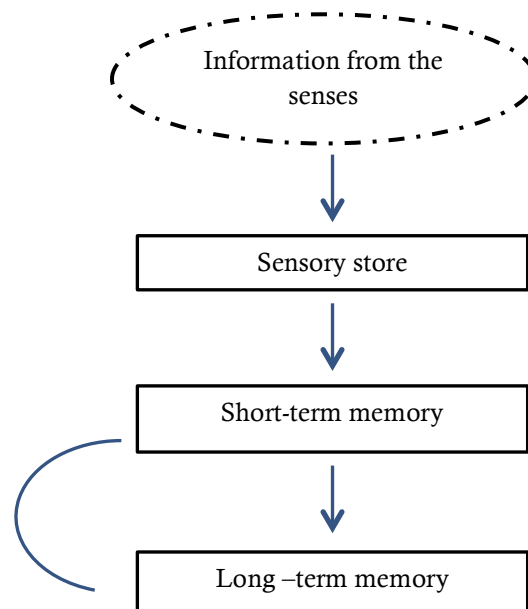 Information from the
senses
Sensory store
Short-term memory
Long –term memory